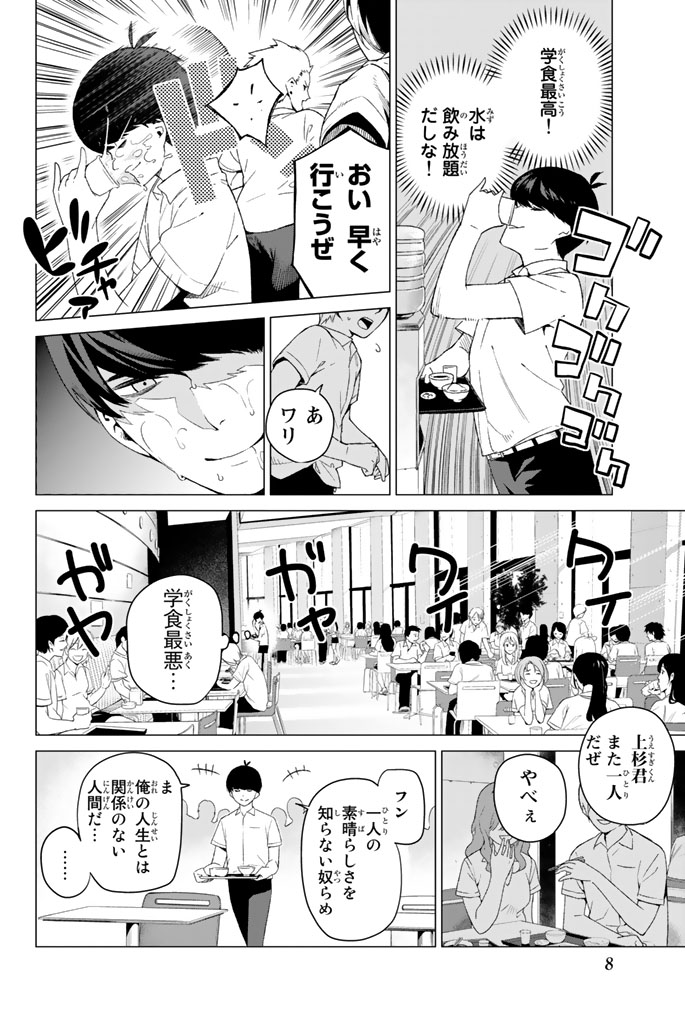 学食最高！
水は
飲み放題
だしな！
ゴクゴクゴク
おい 早く
行こうぜ
ドン
ビチャァ
あ
ワリ
ワイ
ワイ
ガヤ
ガヤ
学食最悪…
上杉君
また一人
だぜ
やべぇ
フン
一人の
素晴らしさを
知らない奴らめ
ま
俺の人生とは
関係のない
人間だ…
……
8